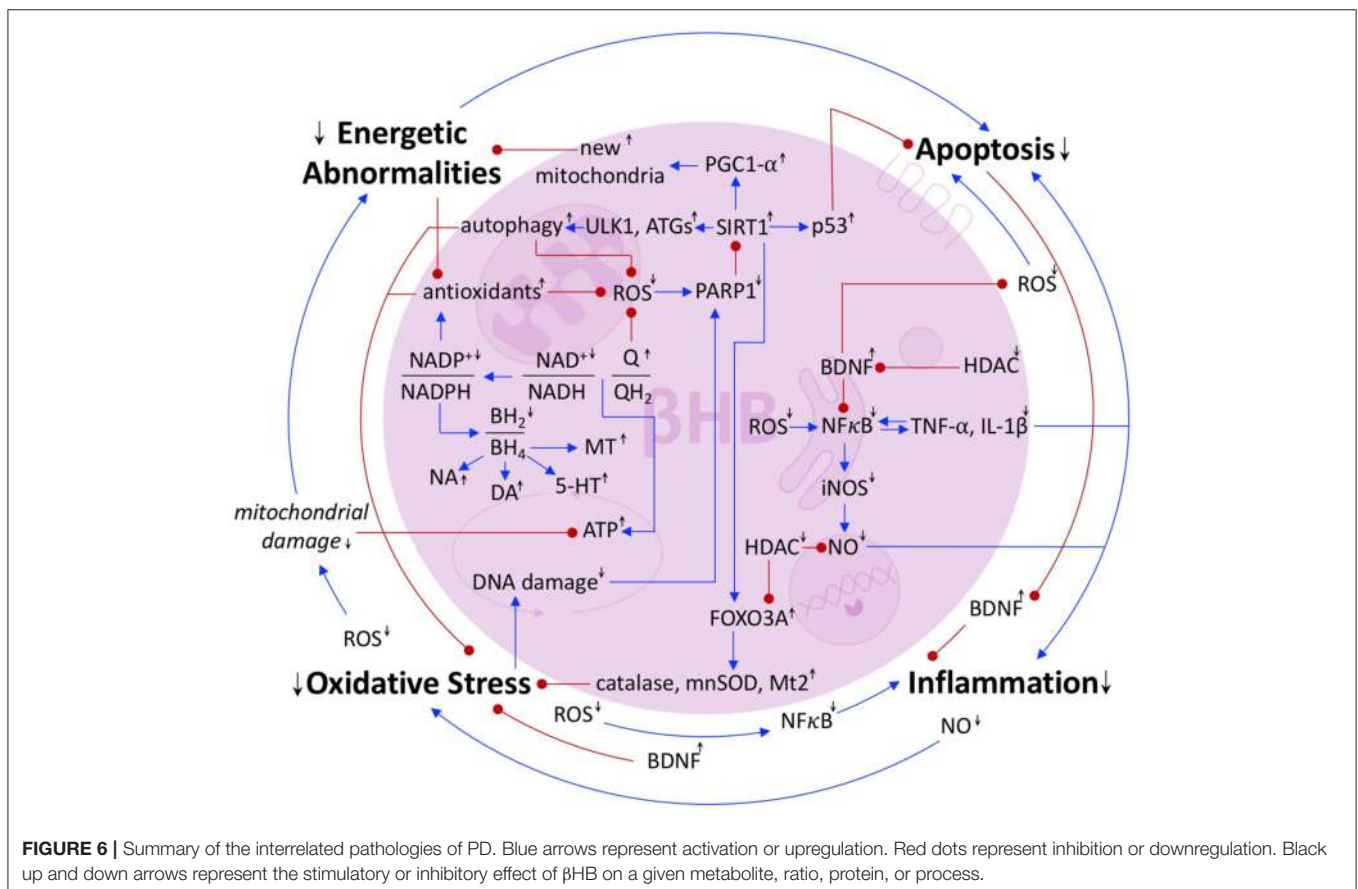 ↓ Energetic
Abnormalities
new↑
mitochondria
PGC1-α↑
Apoptosis↓
autophagy↑
ULK1, ATGs↑
SIRT1↑
p53↑
antioxidants↑
ROS↓
PARP1↓
ROS↓
NADP+↓
NADPH
NAD+↓
NADH
Q↑
QH₂
BDNF↑
HDAC↓
βHB
BH₂↓
BH₄
MT↑
NA↑
DA↑
5-HT↑
ROS↓
NFκB↓
TNF-α, IL-1β↓
iNOS↓
mitochondrial
damage↓
ATP↑
HDAC↓
NO↓
DNA damage↓
FOXO3A↑
BDNF↑
ROS↓
↓Oxidative Stress
catalase, mnSOD, Mt2↑
Inflammation↓
ROS↓
NFκB↓
NO↓
BDNF↑
FIGURE 6 | Summary of the interrelated pathologies of PD. Blue arrows represent activation or upregulation. Red dots represent inhibition or downregulation. Black
up and down arrows represent the stimulatory or inhibitory effect of βHB on a given metabolite, ratio, protein, or process.